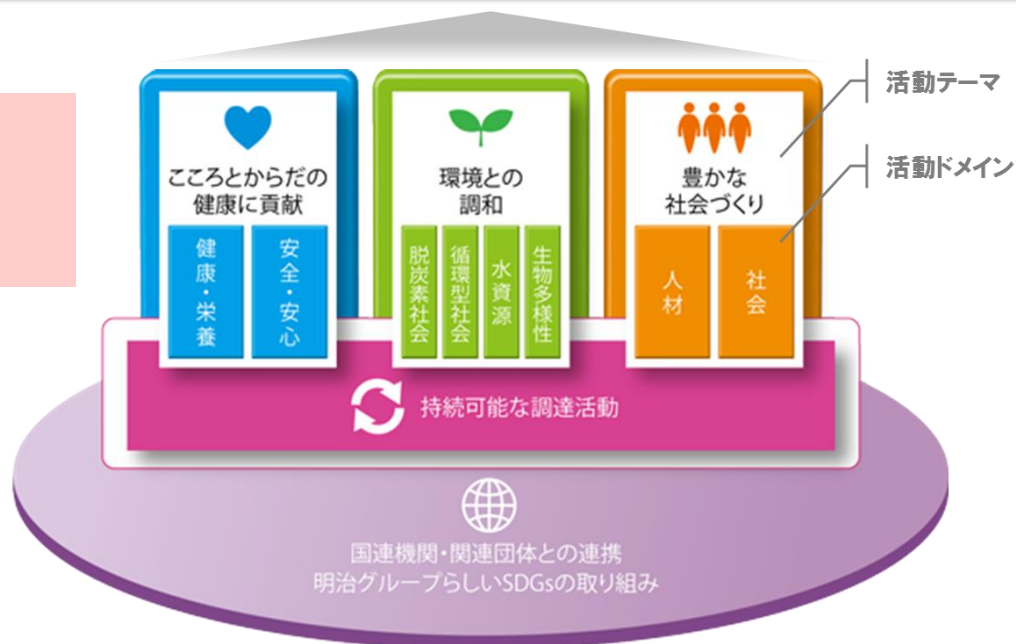 活動テーマ
活動ドメイン
こころとからだの
健康に貢献
健康・栄養
安全・安心
環境との
調和
脱炭素社会
循環型社会
水資源
生物多様性
豊かな
社会づくり
人材
社会
持続可能な調達活動
国連機関・関連団体との連携
明治グループらしいSDGsの取り組み